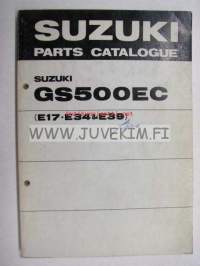 SUZUKI
PARTS CATALOGUE
SUZUKI
GS500EC
(E17·E34&E39)
WWW.JUVEKIM.FI